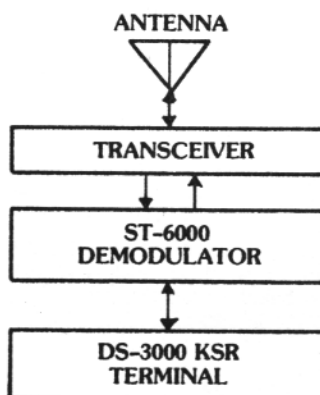 ANTENNA
TRANSCEIVER
ST-6000
DEMODULATOR
DS-3000 KSR
TERMINAL